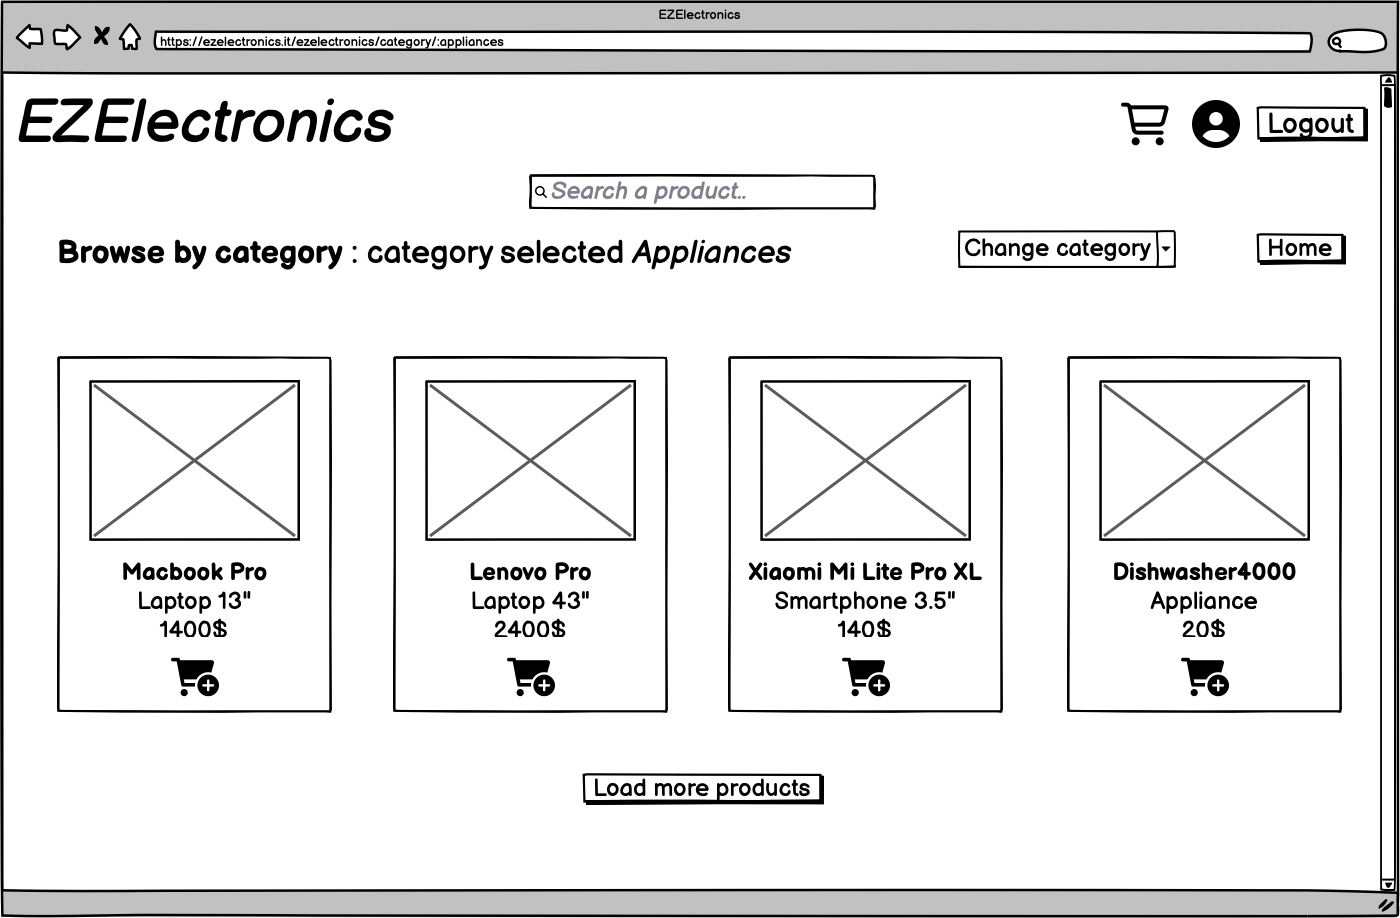 EZElectronics
https://ezelectronics.it/ezelectronics/category/:appliances
EZElectronics
Logout
Search a product..
Browse by category : category selected Appliances
Change category
Home
Macbook Pro
Laptop 13"
1400$
Lenovo Pro
Laptop 43"
2400$
Xiaomi Mi Lite Pro XL
Smartphone 3.5"
140$
Dishwasher4000
Appliance
20$
Load more products